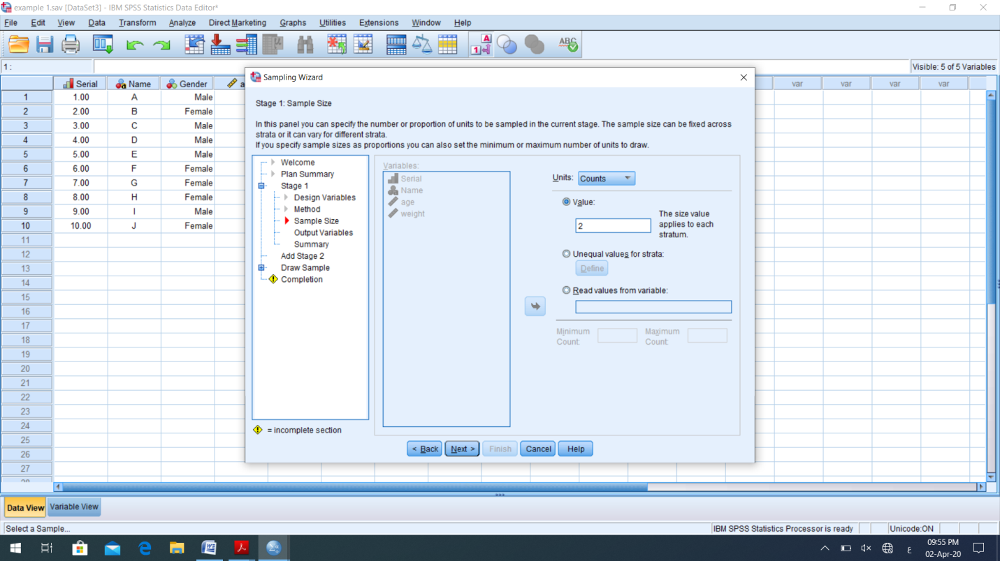 example 1.sav [DataSet3] - IBM SPSS Statistics Data Editor*
File Edit View Data Transform Analyze Direct Marketing Graphs Utilities Extensions Window Help
1 :
Visible: 5 of 5 Variables
Serial Name Gender a var var var var
1 1.00 A Male
2 2.00 B Female
3 3.00 C Male
4 4.00 D Male
5 5.00 E Male
6 6.00 F Female
7 7.00 G Female
8 8.00 H Female
9 9.00 I Male
10 10.00 J Female
11
12
13
14
15
16
17
18
19
20
21
22
23
24
25
26
27
28
Sampling Wizard
Stage 1: Sample Size
In this panel you can specify the number or proportion of units to be sampled in the current stage. The sample size can be fixed across
strata or it can vary for different strata.
If you specify sample sizes as proportions you can also set the minimum or maximum number of units to draw.
Welcome
Plan Summary
Stage 1
Design Variables
Method
Sample Size
Output Variables
Summary
Add Stage 2
Draw Sample
Completion
= incomplete section
Variables:
Serial
Name
age
weight
Units: Counts
Value:
2
The size value
applies to each
stratum.
Unequal values for strata:
Define
Read values from variable:
Minimum
Count:
Maximum
Count:
< Back Next > Finish Cancel Help
Data View Variable View
Select a Sample...
IBM SPSS Statistics Processor is ready
Unicode:ON
ع
09:55 PM
02-Apr-20